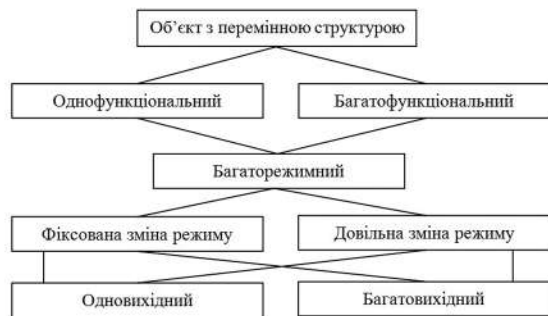 Об’єкт з перемінною структурою
Однофункціональний
Багатофункціональний
Багаторежимний
Фіксована зміна режиму
Довільна зміна режиму
Одновихідний
Багатовихідний